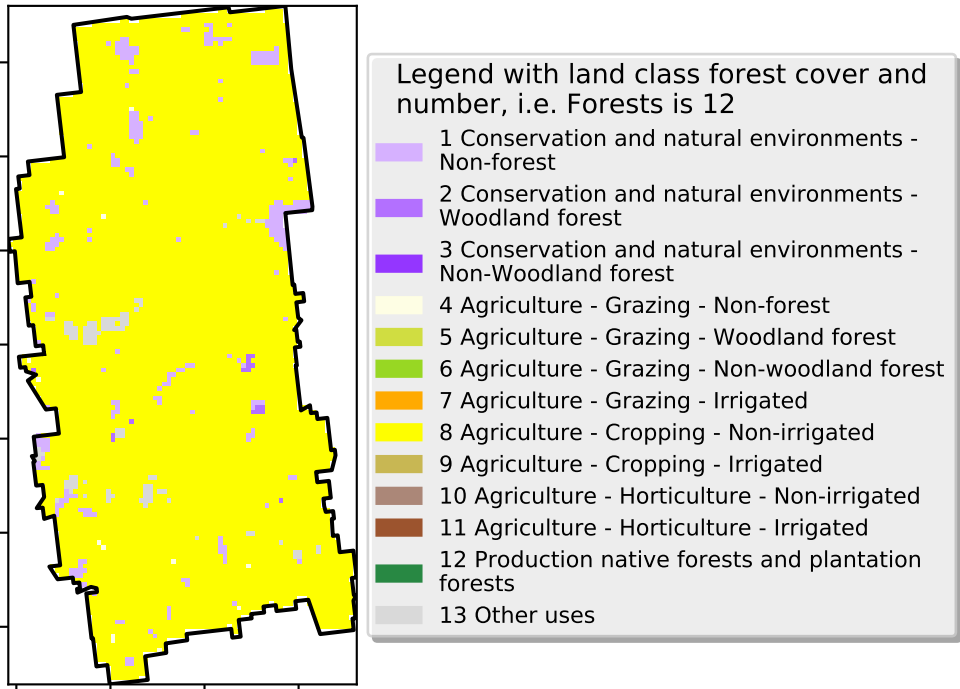 Legend with land class forest cover and
number, i.e. Forests is 12
1 Conservation and natural environments -
Non-forest
2 Conservation and natural environments -
Woodland forest
3 Conservation and natural environments -
Non-Woodland forest
4 Agriculture - Grazing - Non-forest
5 Agriculture - Grazing - Woodland forest
6 Agriculture - Grazing - Non-woodland forest
7 Agriculture - Grazing - Irrigated
8 Agriculture - Cropping - Non-irrigated
9 Agriculture - Cropping - Irrigated
10 Agriculture - Horticulture - Non-irrigated
11 Agriculture - Horticulture - Irrigated
12 Production native forests and plantation
forests
13 Other uses